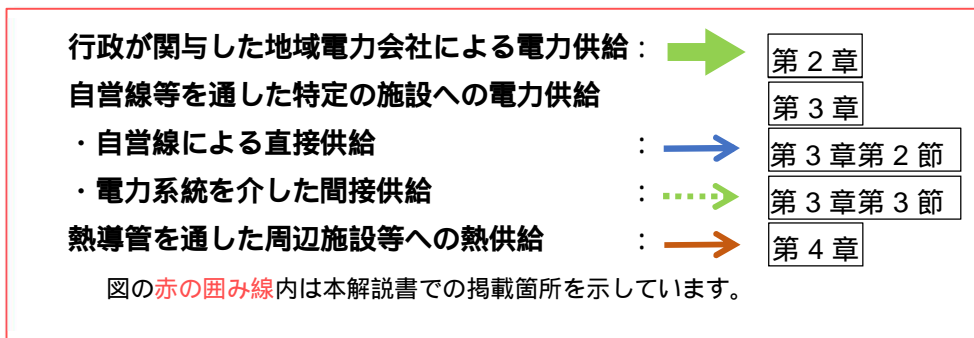 行政が関与した地域電力会社による電力供給： 第２章
自営線等を通した特定の施設への電力供給 第３章
・自営線による直接供給 ： 第３章第２節
・電力系統を介した間接供給 ： 第３章第３節
熱導管を通した周辺施設等への熱供給 ： 第４章
図の赤の囲み線内は本解説書での掲載箇所を示しています。